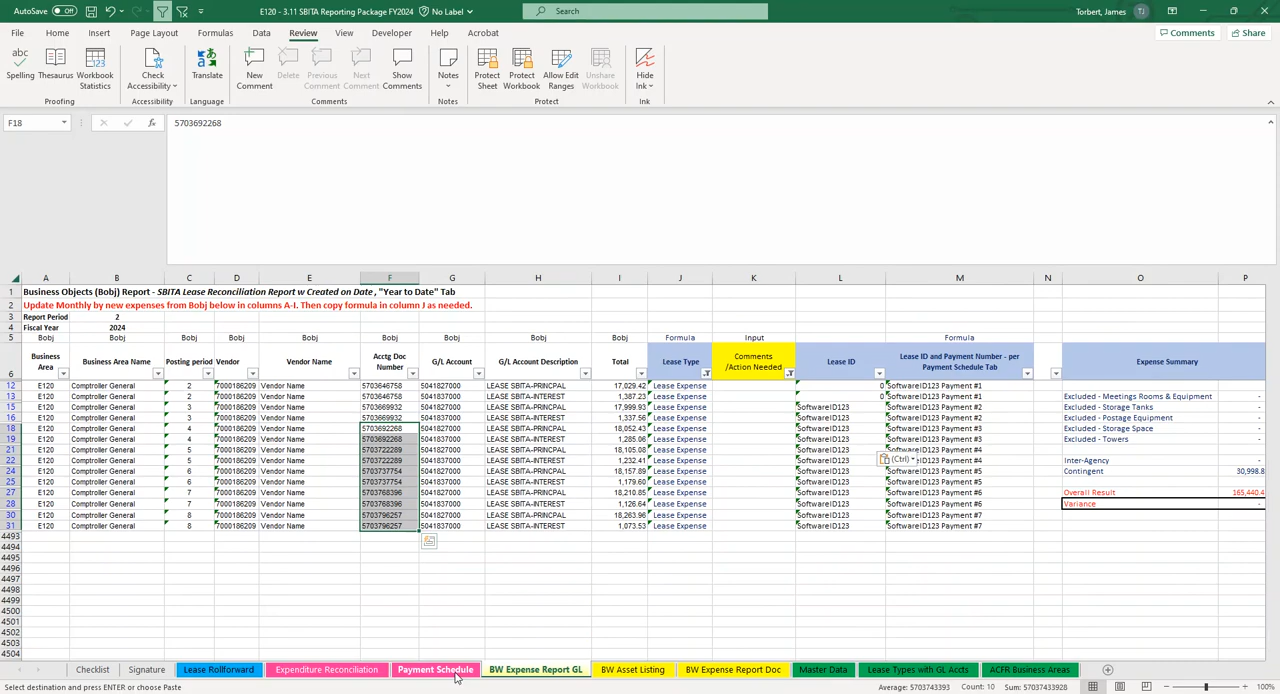 AutoSave Off E120 - 3.11 SBITA Reporting Package FY2024 No Label Search Torbert, James TJ
File Home Insert Page Layout Formulas Data Review View Developer Help Acrobat Comments Share
Spelling Thesaurus Workbook Statistics Check Accessibility Translate New Comment Delete Previous Comment Next Comment Show Comments Notes Protect Sheet Protect Workbook Allow Edit Ranges Unshare Workbook Hide Ink
Proofing Accessibility Language Comments Notes Protect Ink
F18 fx 5703692268
A B C D E F G H I J K L M N O P
1 Business Objects (Bobj) Report - SBITA Lease Reconciliation Report w Created on Date, "Year to Date" Tab
2 Update Monthly by new expenses from Bobj below in columns A-I. Then copy formula in column J as needed.
3 Report Period 2
4 Fiscal Year 2024
5 Bobj Bobj Bobj Bobj Bobj Bobj Bobj Bobj Bobj Formula Input Formula
6 Business Area Business Area Name Posting period Vendor Vendor Name Acctg Doc Number G/L Account G/L Account Description Total Lease Type Comments /Action Needed Lease ID Lease ID and Payment Number - per Payment Schedule Tab Expense Summary
12 E120 Comptroller General 2 7000186209 Vendor Name 5703646758 5041827000 LEASE SBITA-PRINCPAL 17,029.42 Lease Expense 0 SoftwareID123 Payment #1 -
13 E120 Comptroller General 2 7000186209 Vendor Name 5703646758 5041837000 LEASE SBITA-INTEREST 1,387.23 Lease Expense 0 SoftwareID123 Payment #1 Excluded - Meetings Rooms & Equipment -
15 E120 Comptroller General 3 7000186209 Vendor Name 5703669932 5041827000 LEASE SBITA-PRINCPAL 17,999.93 Lease Expense SoftwareID123 SoftwareID123 Payment #2 Excluded - Storage Tanks -
16 E120 Comptroller General 3 7000186209 Vendor Name 5703669932 5041837000 LEASE SBITA-INTEREST 1,337.56 Lease Expense SoftwareID123 SoftwareID123 Payment #2 Excluded - Postage Equipment -
18 E120 Comptroller General 4 7000186209 Vendor Name 5703692268 5041827000 LEASE SBITA-PRINCPAL 18,052.43 Lease Expense SoftwareID123 SoftwareID123 Payment #3 Excluded - Storage Space -
19 E120 Comptroller General 4 7000186209 Vendor Name 5703692268 5041837000 LEASE SBITA-INTEREST 1,285.06 Lease Expense SoftwareID123 SoftwareID123 Payment #3 Excluded - Towers -
21 E120 Comptroller General 5 7000186209 Vendor Name 5703722289 5041827000 LEASE SBITA-PRINCPAL 18,105.08 Lease Expense SoftwareID123 SoftwareID123 Payment #4
22 E120 Comptroller General 5 7000186209 Vendor Name 5703722289 5041837000 LEASE SBITA-INTEREST 1,232.41 Lease Expense (Ctrl) Payment #4 Inter-Agency -
24 E120 Comptroller General 6 7000186209 Vendor Name 5703737754 5041827000 LEASE SBITA-PRINCPAL 18,157.89 Lease Expense SoftwareID123 SoftwareID123 Payment #5 Contingent 30,998.8
25 E120 Comptroller General 6 7000186209 Vendor Name 5703737754 5041837000 LEASE SBITA-INTEREST 1,179.60 Lease Expense SoftwareID123 SoftwareID123 Payment #5
27 E120 Comptroller General 7 7000186209 Vendor Name 5703768396 5041827000 LEASE SBITA-PRINCPAL 18,210.85 Lease Expense SoftwareID123 SoftwareID123 Payment #6 Overall Result 165,440.4
28 E120 Comptroller General 7 7000186209 Vendor Name 5703768396 5041837000 LEASE SBITA-INTEREST 1,126.64 Lease Expense SoftwareID123 SoftwareID123 Payment #6 Variance -
30 E120 Comptroller General 8 7000186209 Vendor Name 5703796257 5041827000 LEASE SBITA-PRINCPAL 18,263.96 Lease Expense SoftwareID123 SoftwareID123 Payment #7
31 E120 Comptroller General 8 7000186209 Vendor Name 5703796257 5041837000 LEASE SBITA-INTEREST 1,073.53 Lease Expense SoftwareID123 SoftwareID123 Payment #7
4493
4494
4495
4496
4497
4498
4499
4500
4501
4502
4503
4504
Checklist Signature Lease Rollforward Expenditure Reconciliation Payment Schedule BW Expense Report GL BW Asset Listing BW Expense Report Doc Master Data Lease Types with GL Accts ACFR Business Areas
Select destination and press ENTER or choose Paste Average: 5703743393 Count: 10 Sum: 57037433928 100%